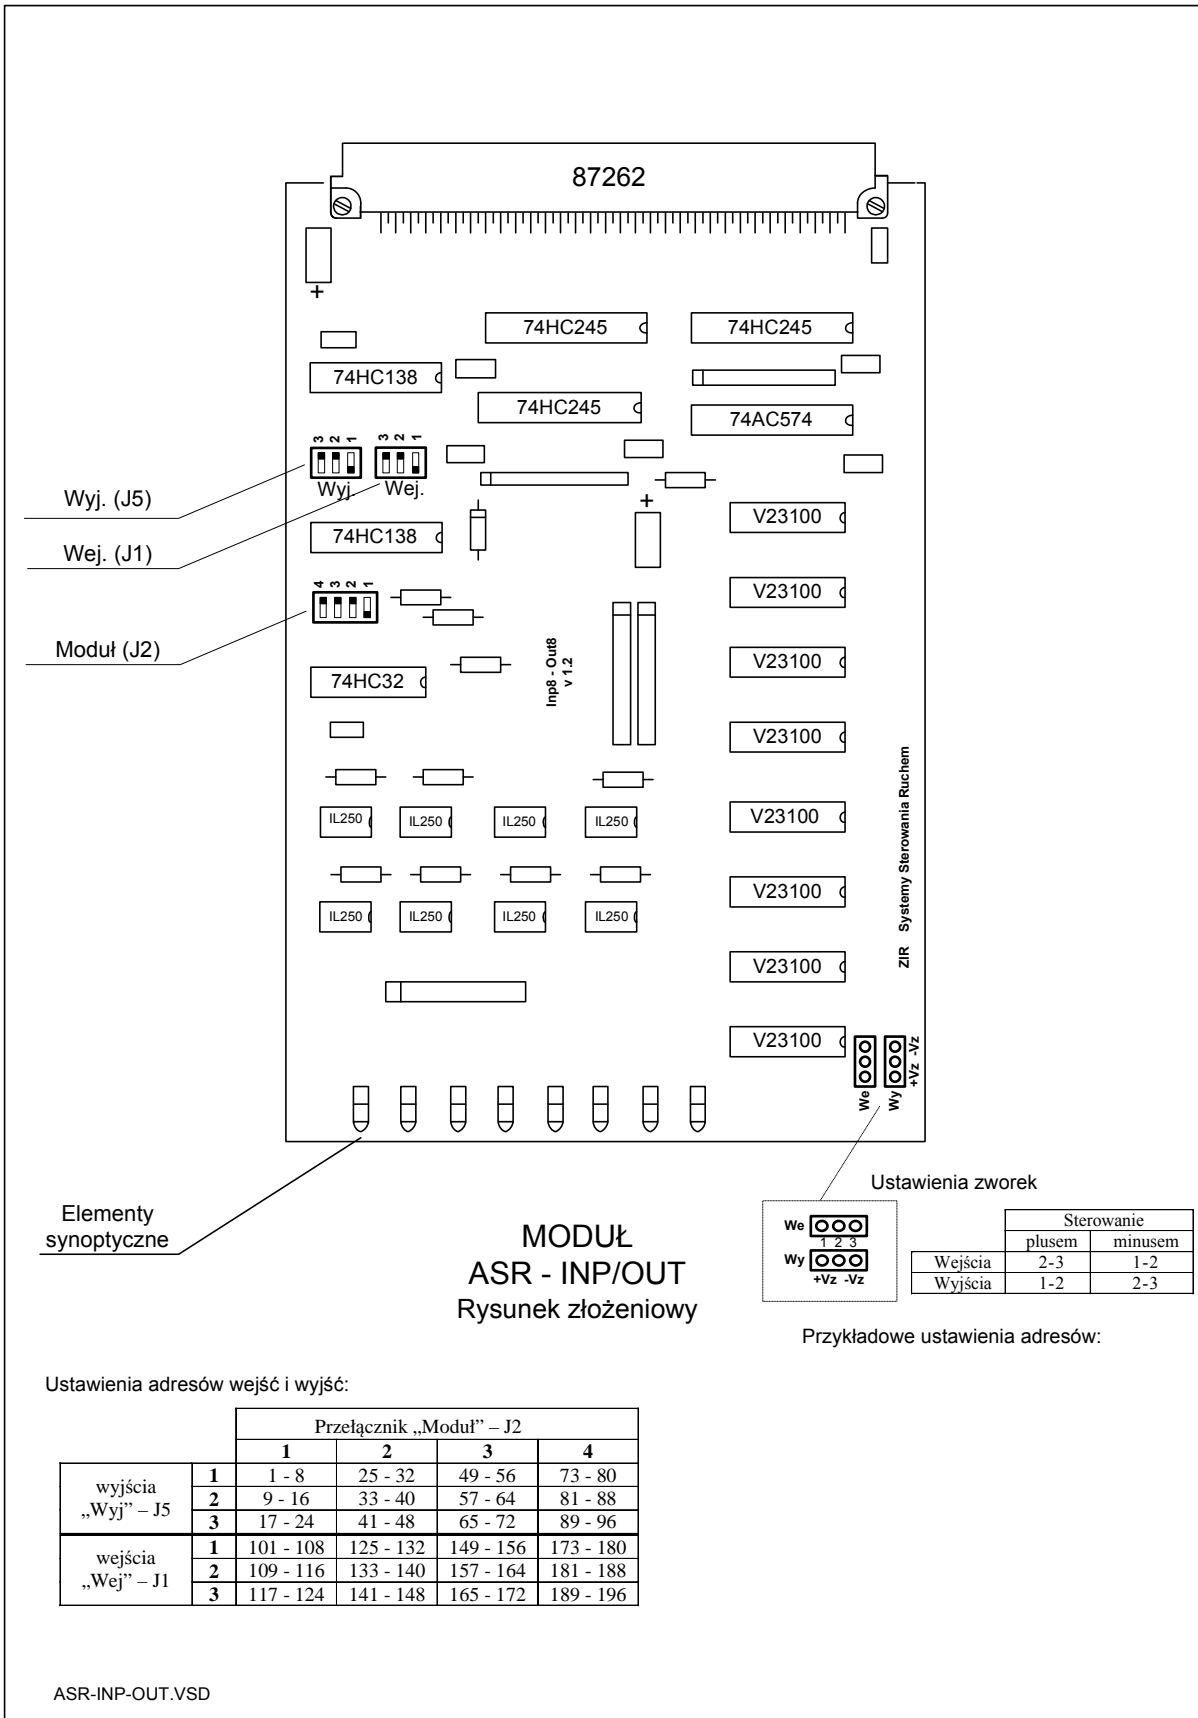 87262
+
74HC245 74HC245
74HC138
74HC245 74AC574
3 2 1 3 2 1
Wyj. Wej.
Wyj. (J5)
+
V23100
Wej. (J1)
74HC138
4 3 2 1
V23100
Moduł (J2)
Inp8 - Out8
v 1.2
V23100
74HC32
V23100
IL250 IL250 IL250 IL250
V23100
ZIR Systemy Sterowania Ruchem
IL250 IL250 IL250 IL250
V23100
V23100
V23100
We Wy +Vz -Vz
Elementy
synoptyczne
MODUŁ
ASR - INP/OUT
Rysunek złożeniowy
Ustawienia zworek
We
1 2 3
Wy
+Vz -Vz
Sterowanie
plusem minusem
Wejścia 2-3 1-2
Wyjścia 1-2 2-3
Przykładowe ustawienia adresów:
Ustawienia adresów wejść i wyjść:
Przełącznik „Moduł” – J2
1 2 3 4
wyjścia
„Wyj” – J5
1 1 - 8 25 - 32 49 - 56 73 - 80
2 9 - 16 33 - 40 57 - 64 81 - 88
3 17 - 24 41 - 48 65 - 72 89 - 96
wejścia
„Wej” – J1
1 101 - 108 125 - 132 149 - 156 173 - 180
2 109 - 116 133 - 140 157 - 164 181 - 188
3 117 - 124 141 - 148 165 - 172 189 - 196
ASR-INP-OUT.VSD